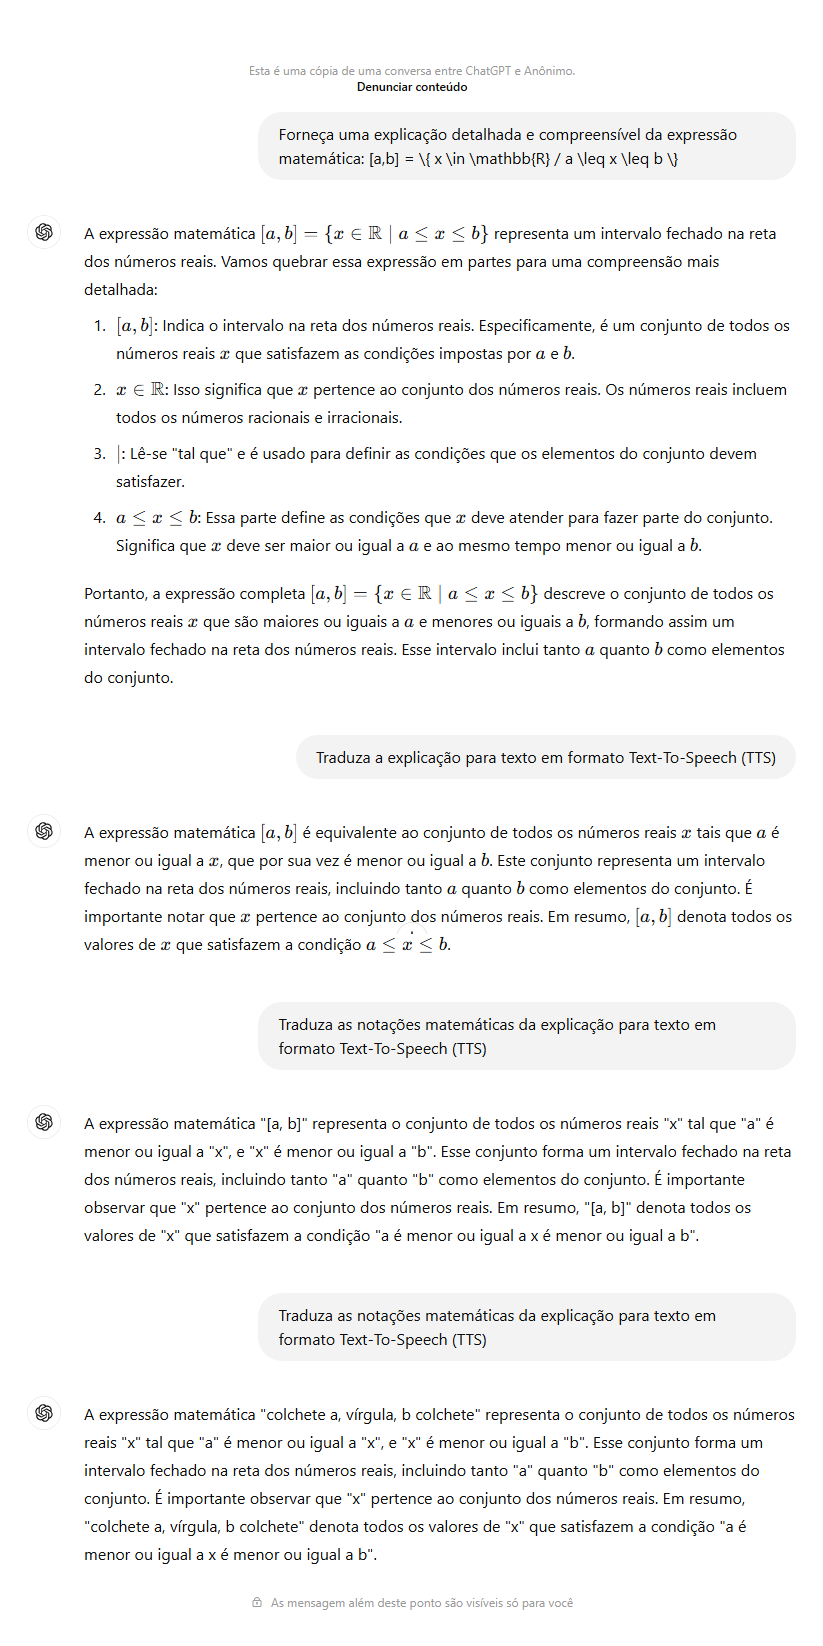 Esta é uma cópia de uma conversa entre ChatGPT e Anônimo.
Denunciar conteúdo
Forneça uma explicação detalhada e compreensível da expressão
matemática: [a,b] = \{ x \in \mathbb{R} / a \leq x \leq b \}
A expressão matemática [a, b] = {x ∈ ℝ | a ≤ x ≤ b} representa um intervalo fechado na reta
dos números reais. Vamos quebrar essa expressão em partes para uma compreensão mais
detalhada:
1. [a, b]: Indica o intervalo na reta dos números reais. Especificamente, é um conjunto de todos os
números reais x que satisfazem as condições impostas por a e b.
2. x ∈ ℝ: Isso significa que x pertence ao conjunto dos números reais. Os números reais incluem
todos os números racionais e irracionais.
3. |: Lê-se "tal que" e é usado para definir as condições que os elementos do conjunto devem
satisfazer.
4. a ≤ x ≤ b: Essa parte define as condições que x deve atender para fazer parte do conjunto.
Significa que x deve ser maior ou igual a a e ao mesmo tempo menor ou igual a b.
Portanto, a expressão completa [a, b] = {x ∈ ℝ | a ≤ x ≤ b} descreve o conjunto de todos os
números reais x que são maiores ou iguais a a e menores ou iguais a b, formando assim um
intervalo fechado na reta dos números reais. Esse intervalo inclui tanto a quanto b como elementos
do conjunto.
Traduza a explicação para texto em formato Text-To-Speech (TTS)
A expressão matemática [a, b] é equivalente ao conjunto de todos os números reais x tais que a é
menor ou igual a x, que por sua vez é menor ou igual a b. Este conjunto representa um intervalo
fechado na reta dos números reais, incluindo tanto a quanto b como elementos do conjunto. É
importante notar que x pertence ao conjunto dos números reais. Em resumo, [a, b] denota todos os
valores de x que satisfazem a condição a ≤ x ≤ b.
Traduza as notações matemáticas da explicação para texto em
formato Text-To-Speech (TTS)
A expressão matemática "[a, b]" representa o conjunto de todos os números reais "x" tal que "a" é
menor ou igual a "x", e "x" é menor ou igual a "b". Esse conjunto forma um intervalo fechado na reta
dos números reais, incluindo tanto "a" quanto "b" como elementos do conjunto. É importante
observar que "x" pertence ao conjunto dos números reais. Em resumo, "[a, b]" denota todos os
valores de "x" que satisfazem a condição "a é menor ou igual a x é menor ou igual a b".
Traduza as notações matemáticas da explicação para texto em
formato Text-To-Speech (TTS)
A expressão matemática "colchete a, vírgula, b colchete" representa o conjunto de todos os números
reais "x" tal que "a" é menor ou igual a "x", e "x" é menor ou igual a "b". Esse conjunto forma um
intervalo fechado na reta dos números reais, incluindo tanto "a" quanto "b" como elementos do
conjunto. É importante observar que "x" pertence ao conjunto dos números reais. Em resumo,
"colchete a, vírgula, b colchete" denota todos os valores de "x" que satisfazem a condição "a é
menor ou igual a x é menor ou igual a b".
As mensagem além deste ponto são visíveis só para você